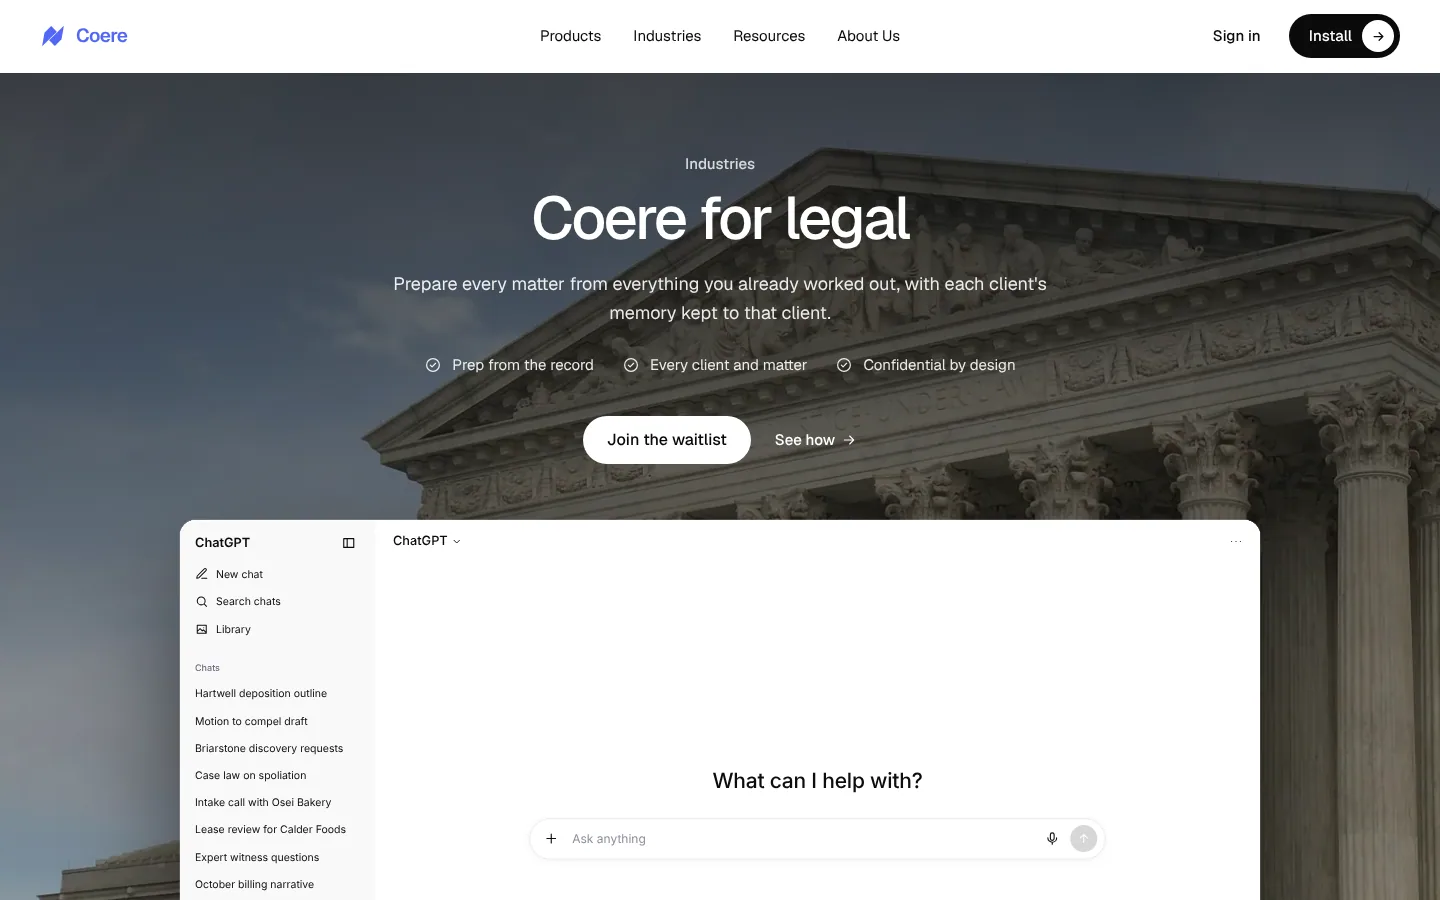 Coere
Products
Industries
Resources
About Us
Sign in
Install
Industries
Coere for legal
Prepare every matter from everything you already worked out, with each client's
memory kept to that client.
Prep from the record
Every client and matter
Confidential by design
Join the waitlist
See how
ChatGPT
New chat
Search chats
Library
Chats
Hartwell deposition outline
Motion to compel draft
Briarstone discovery requests
Case law on spoliation
Intake call with Osei Bakery
Lease review for Calder Foods
Expert witness questions
October billing narrative
ChatGPT
What can I help with?
Ask anything